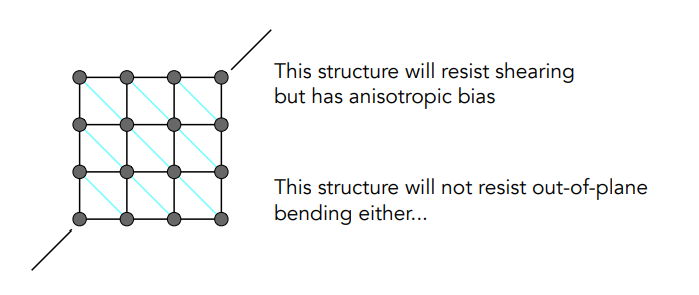 This structure will resist shearing
but has anisotropic bias
This structure will not resist out-of-plane
bending either...